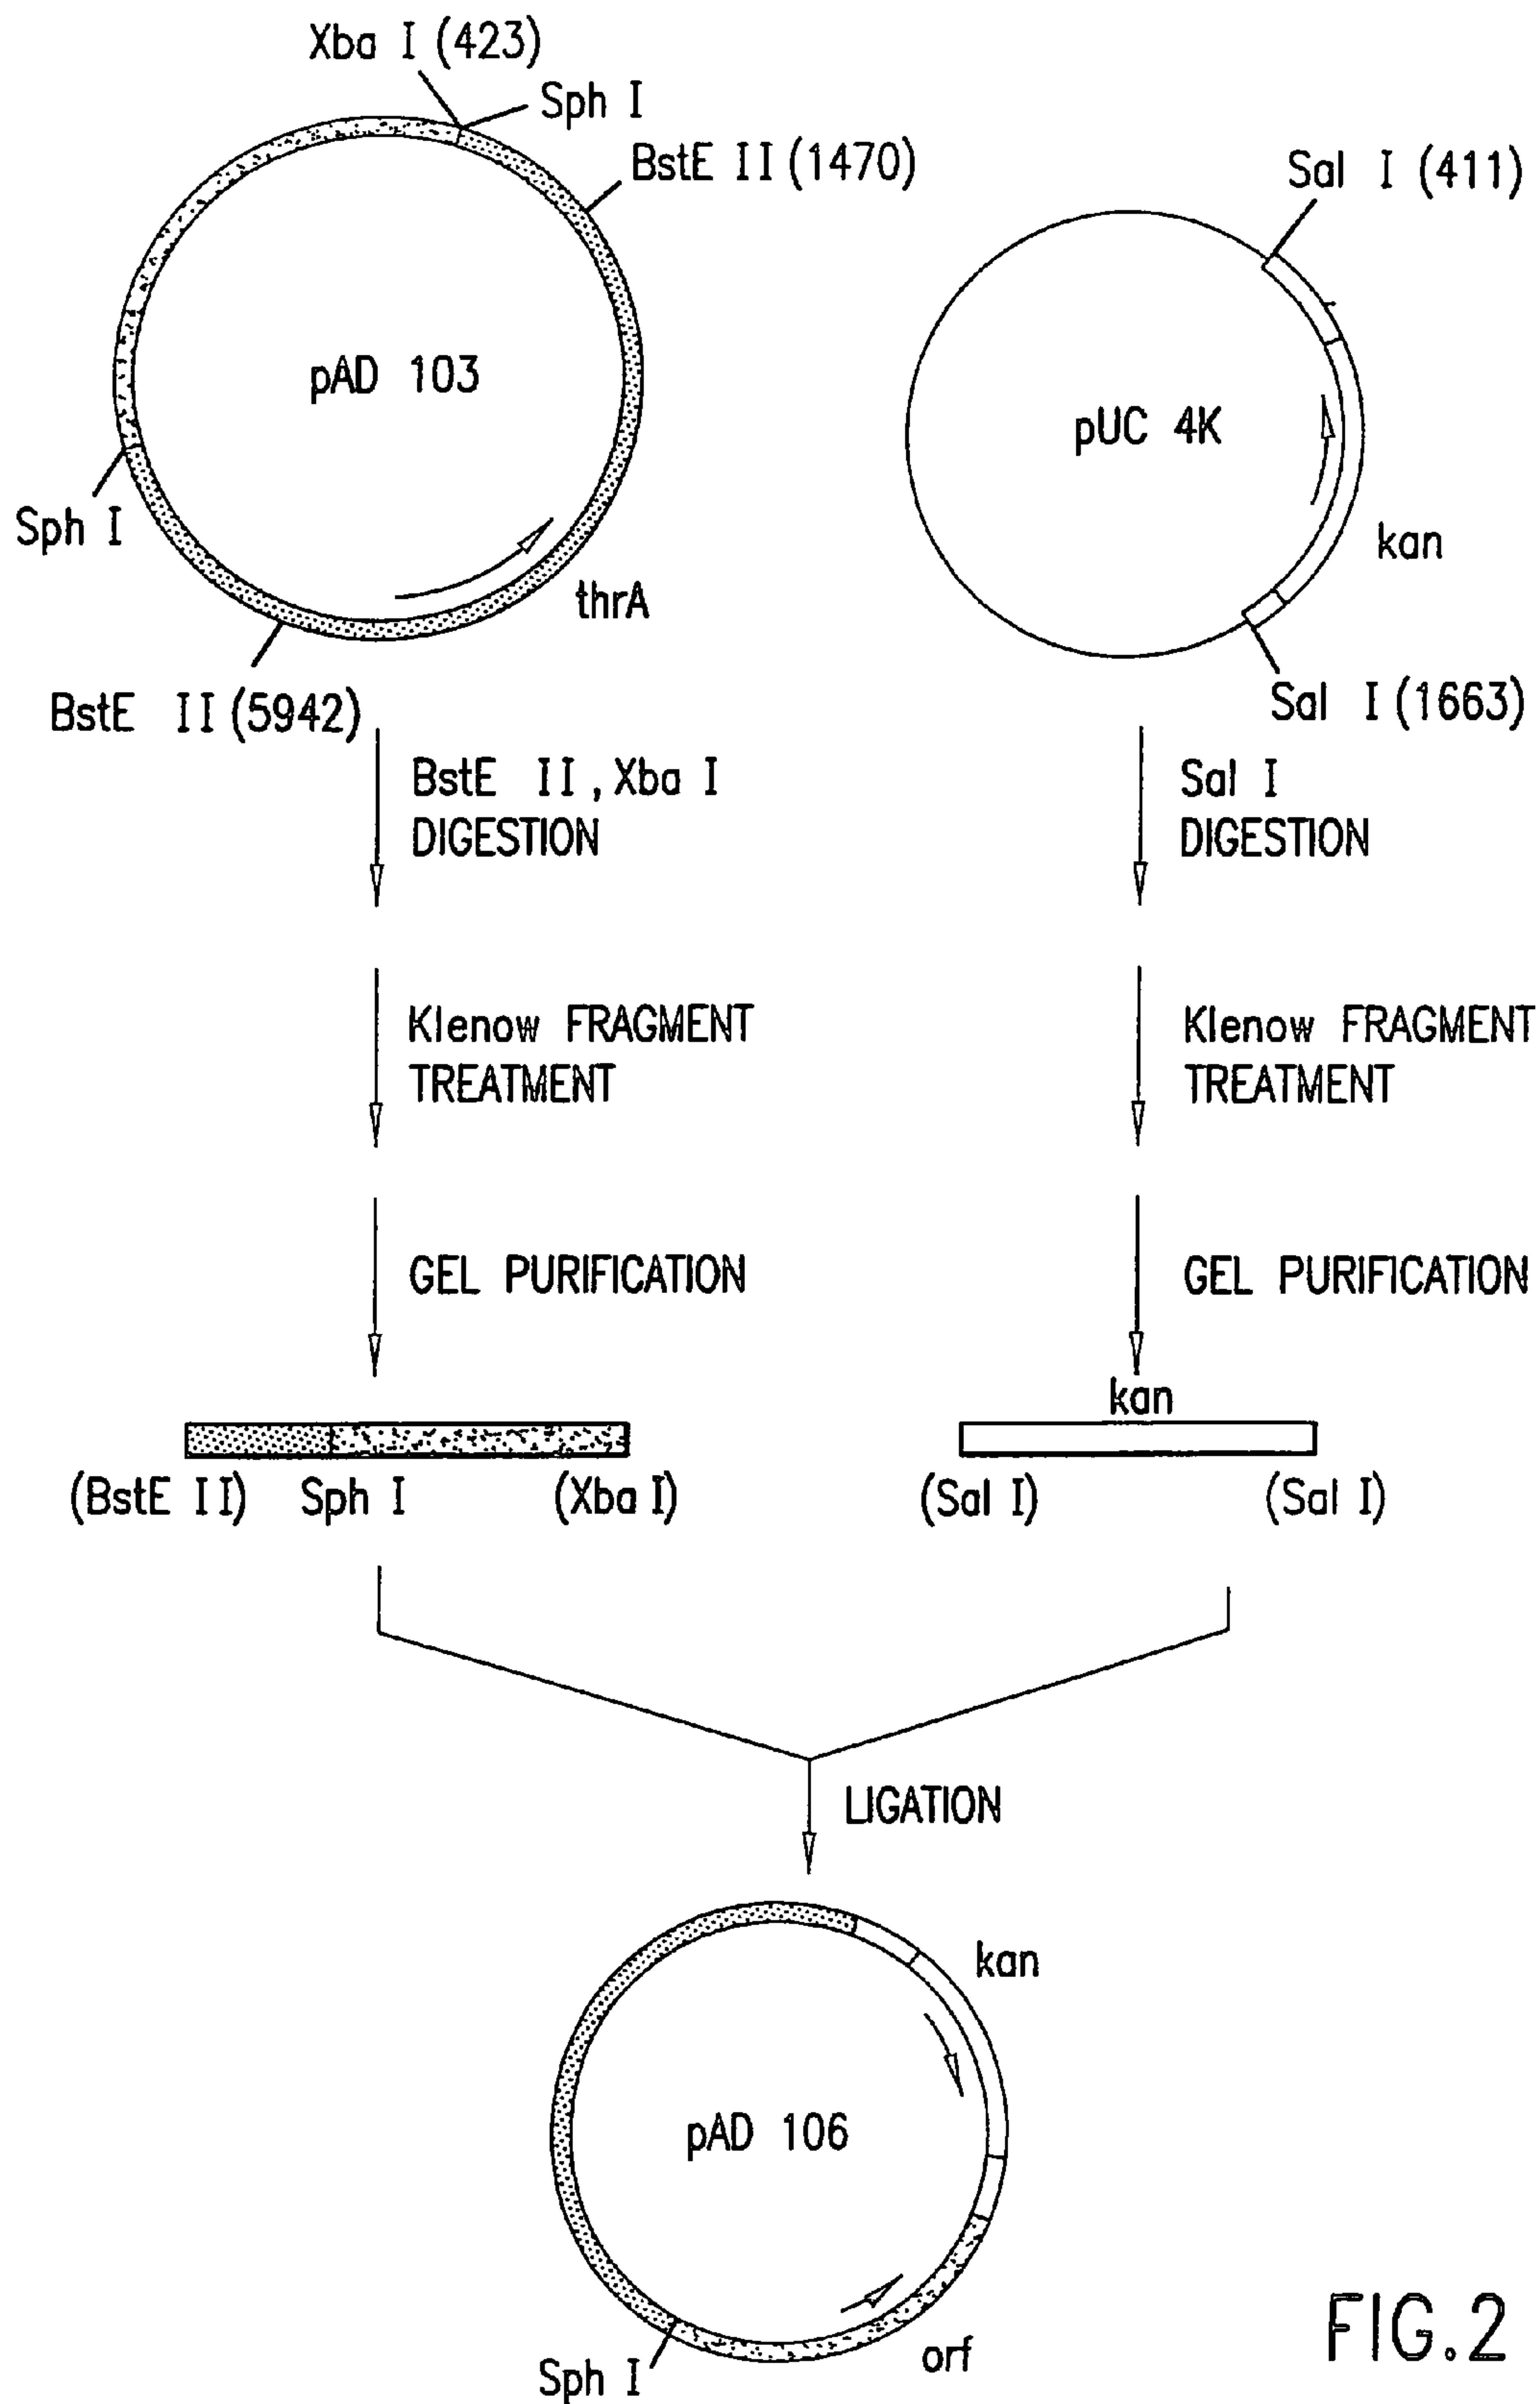 Xba I (423)
Sph I
BstE II (1470)
pAD 103
Sph I
thrA
BstE II (5942)
Sal I (411)
pUC 4K
kan
Sal I (1663)
BstE II, Xba I
DIGESTION
Sal I
DIGESTION
Klenow FRAGMENT
TREATMENT
Klenow FRAGMENT
TREATMENT
GEL PURIFICATION
GEL PURIFICATION
kan
(BstE II) Sph I (Xba I)
(Sal I) (Sal I)
LIGATION
kan
pAD 106
Sph I
orf
FIG.2